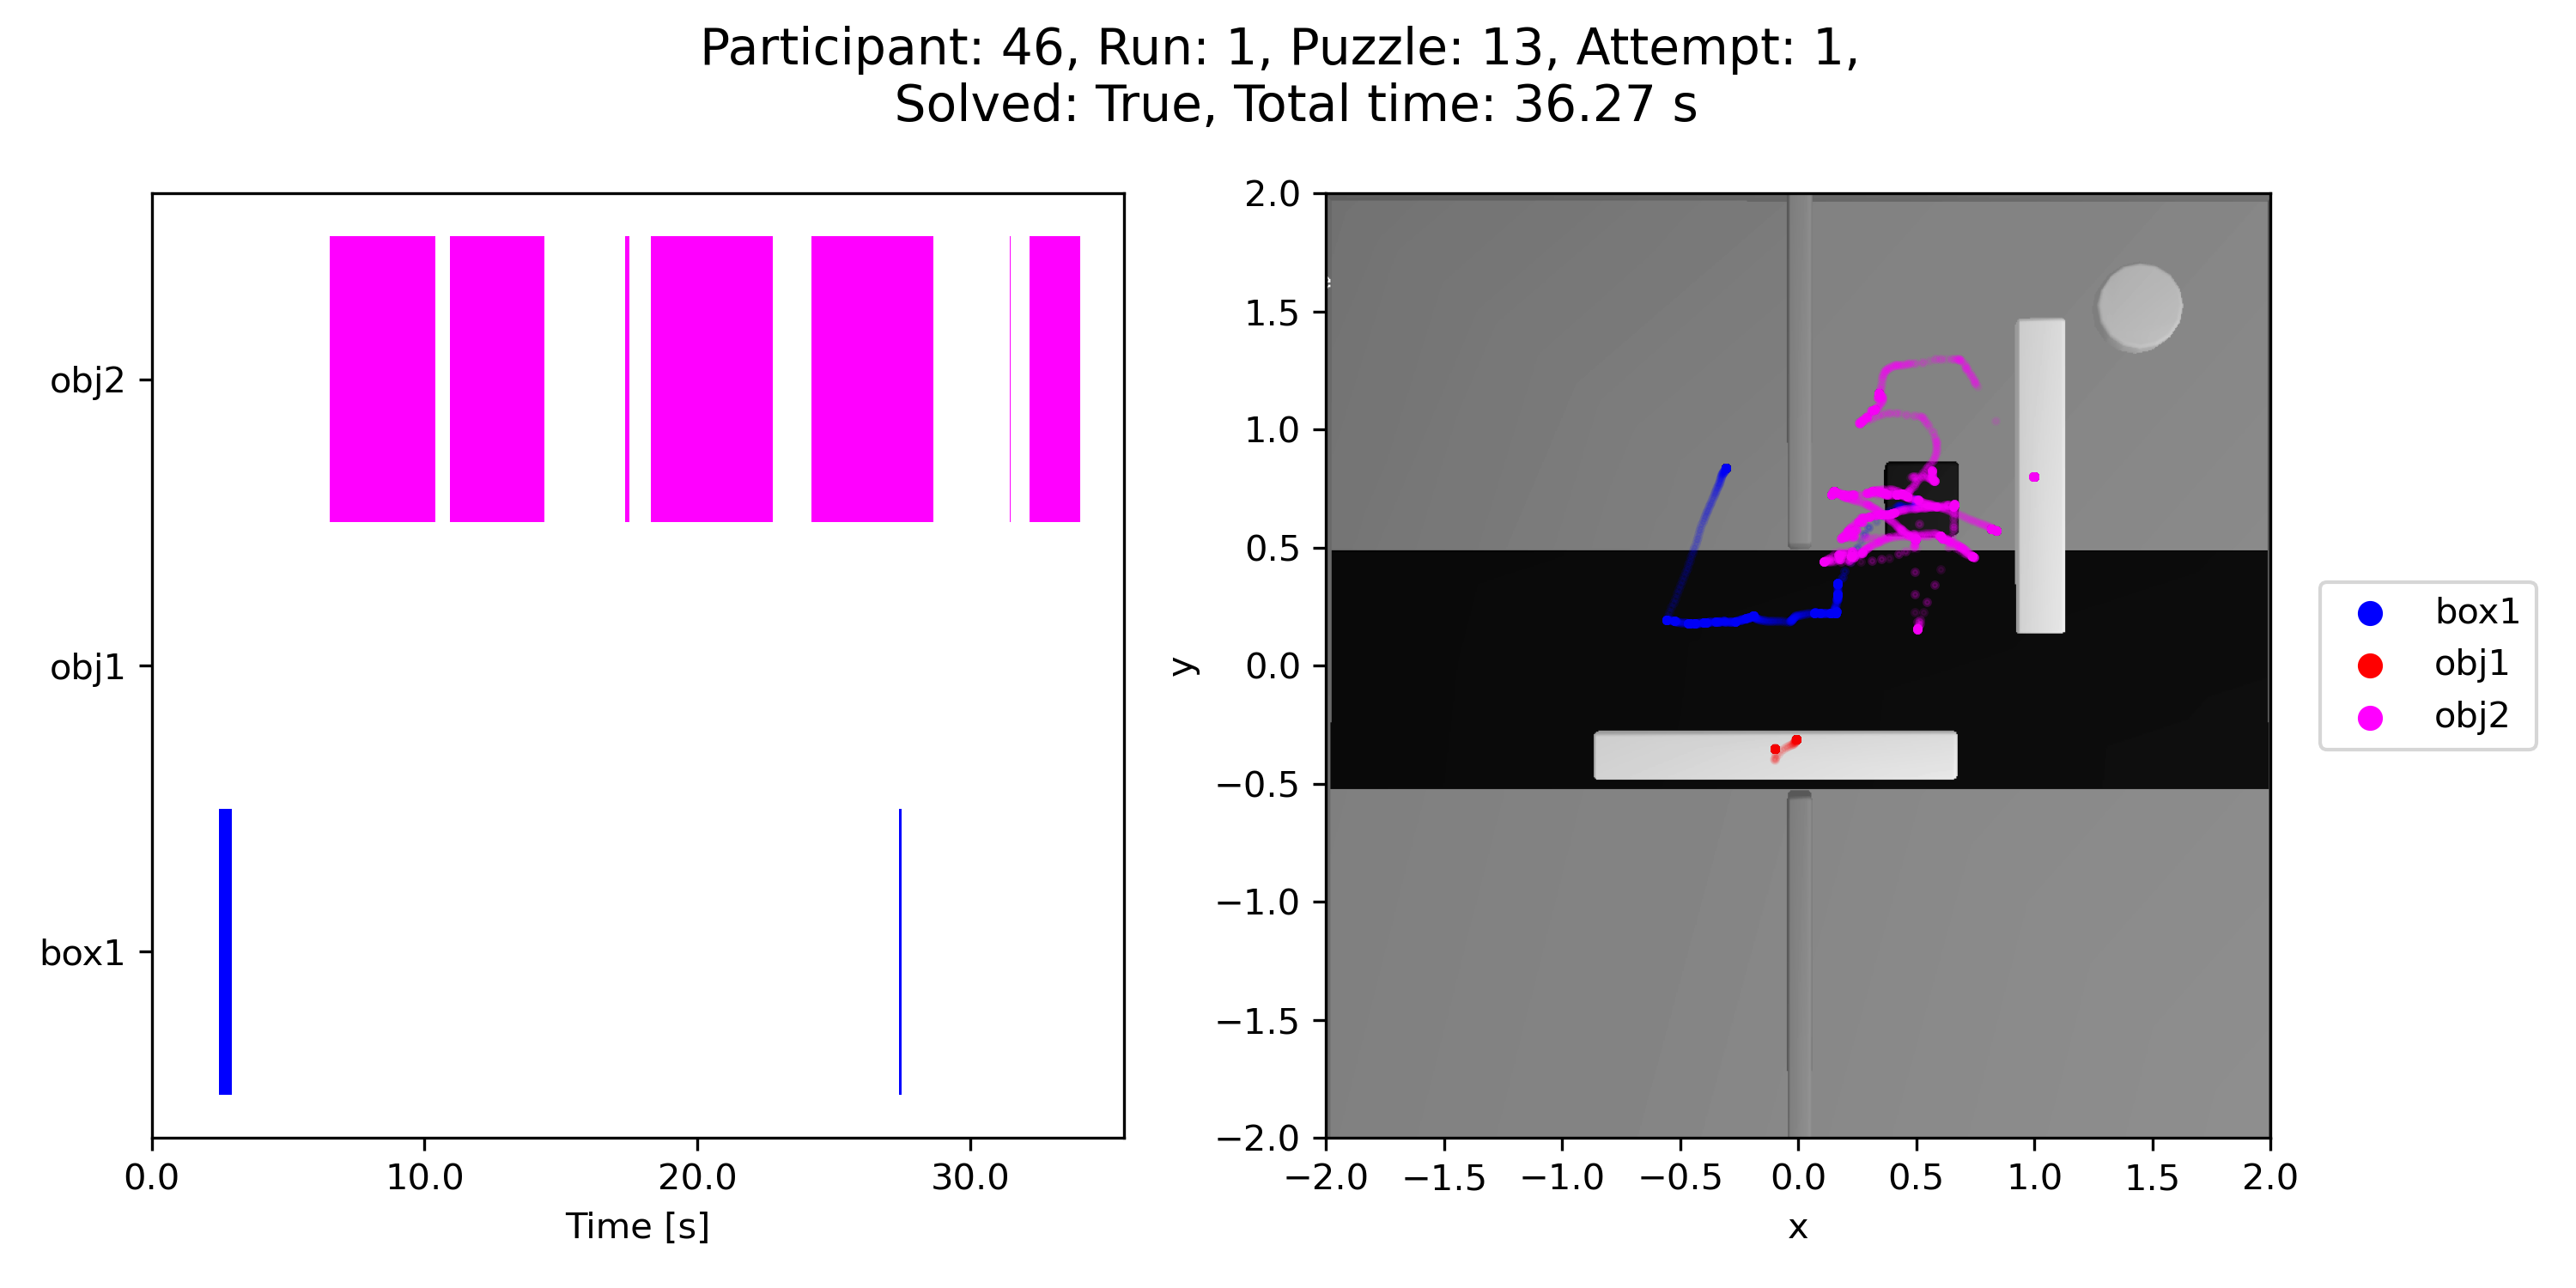 Participant: 46, Run: 1, Puzzle: 13, Attempt: 1,
Solved: True, Total time: 36.27 s
obj2
obj1
box1
0.0 10.0 20.0 30.0
Time [s]
2.0
1.5
1.0
0.5
0.0
−0.5
−1.0
−1.5
−2.0
y
−2.0 −1.5 −1.0 −0.5 0.0 0.5 1.0 1.5 2.0
x
box1
obj1
obj2